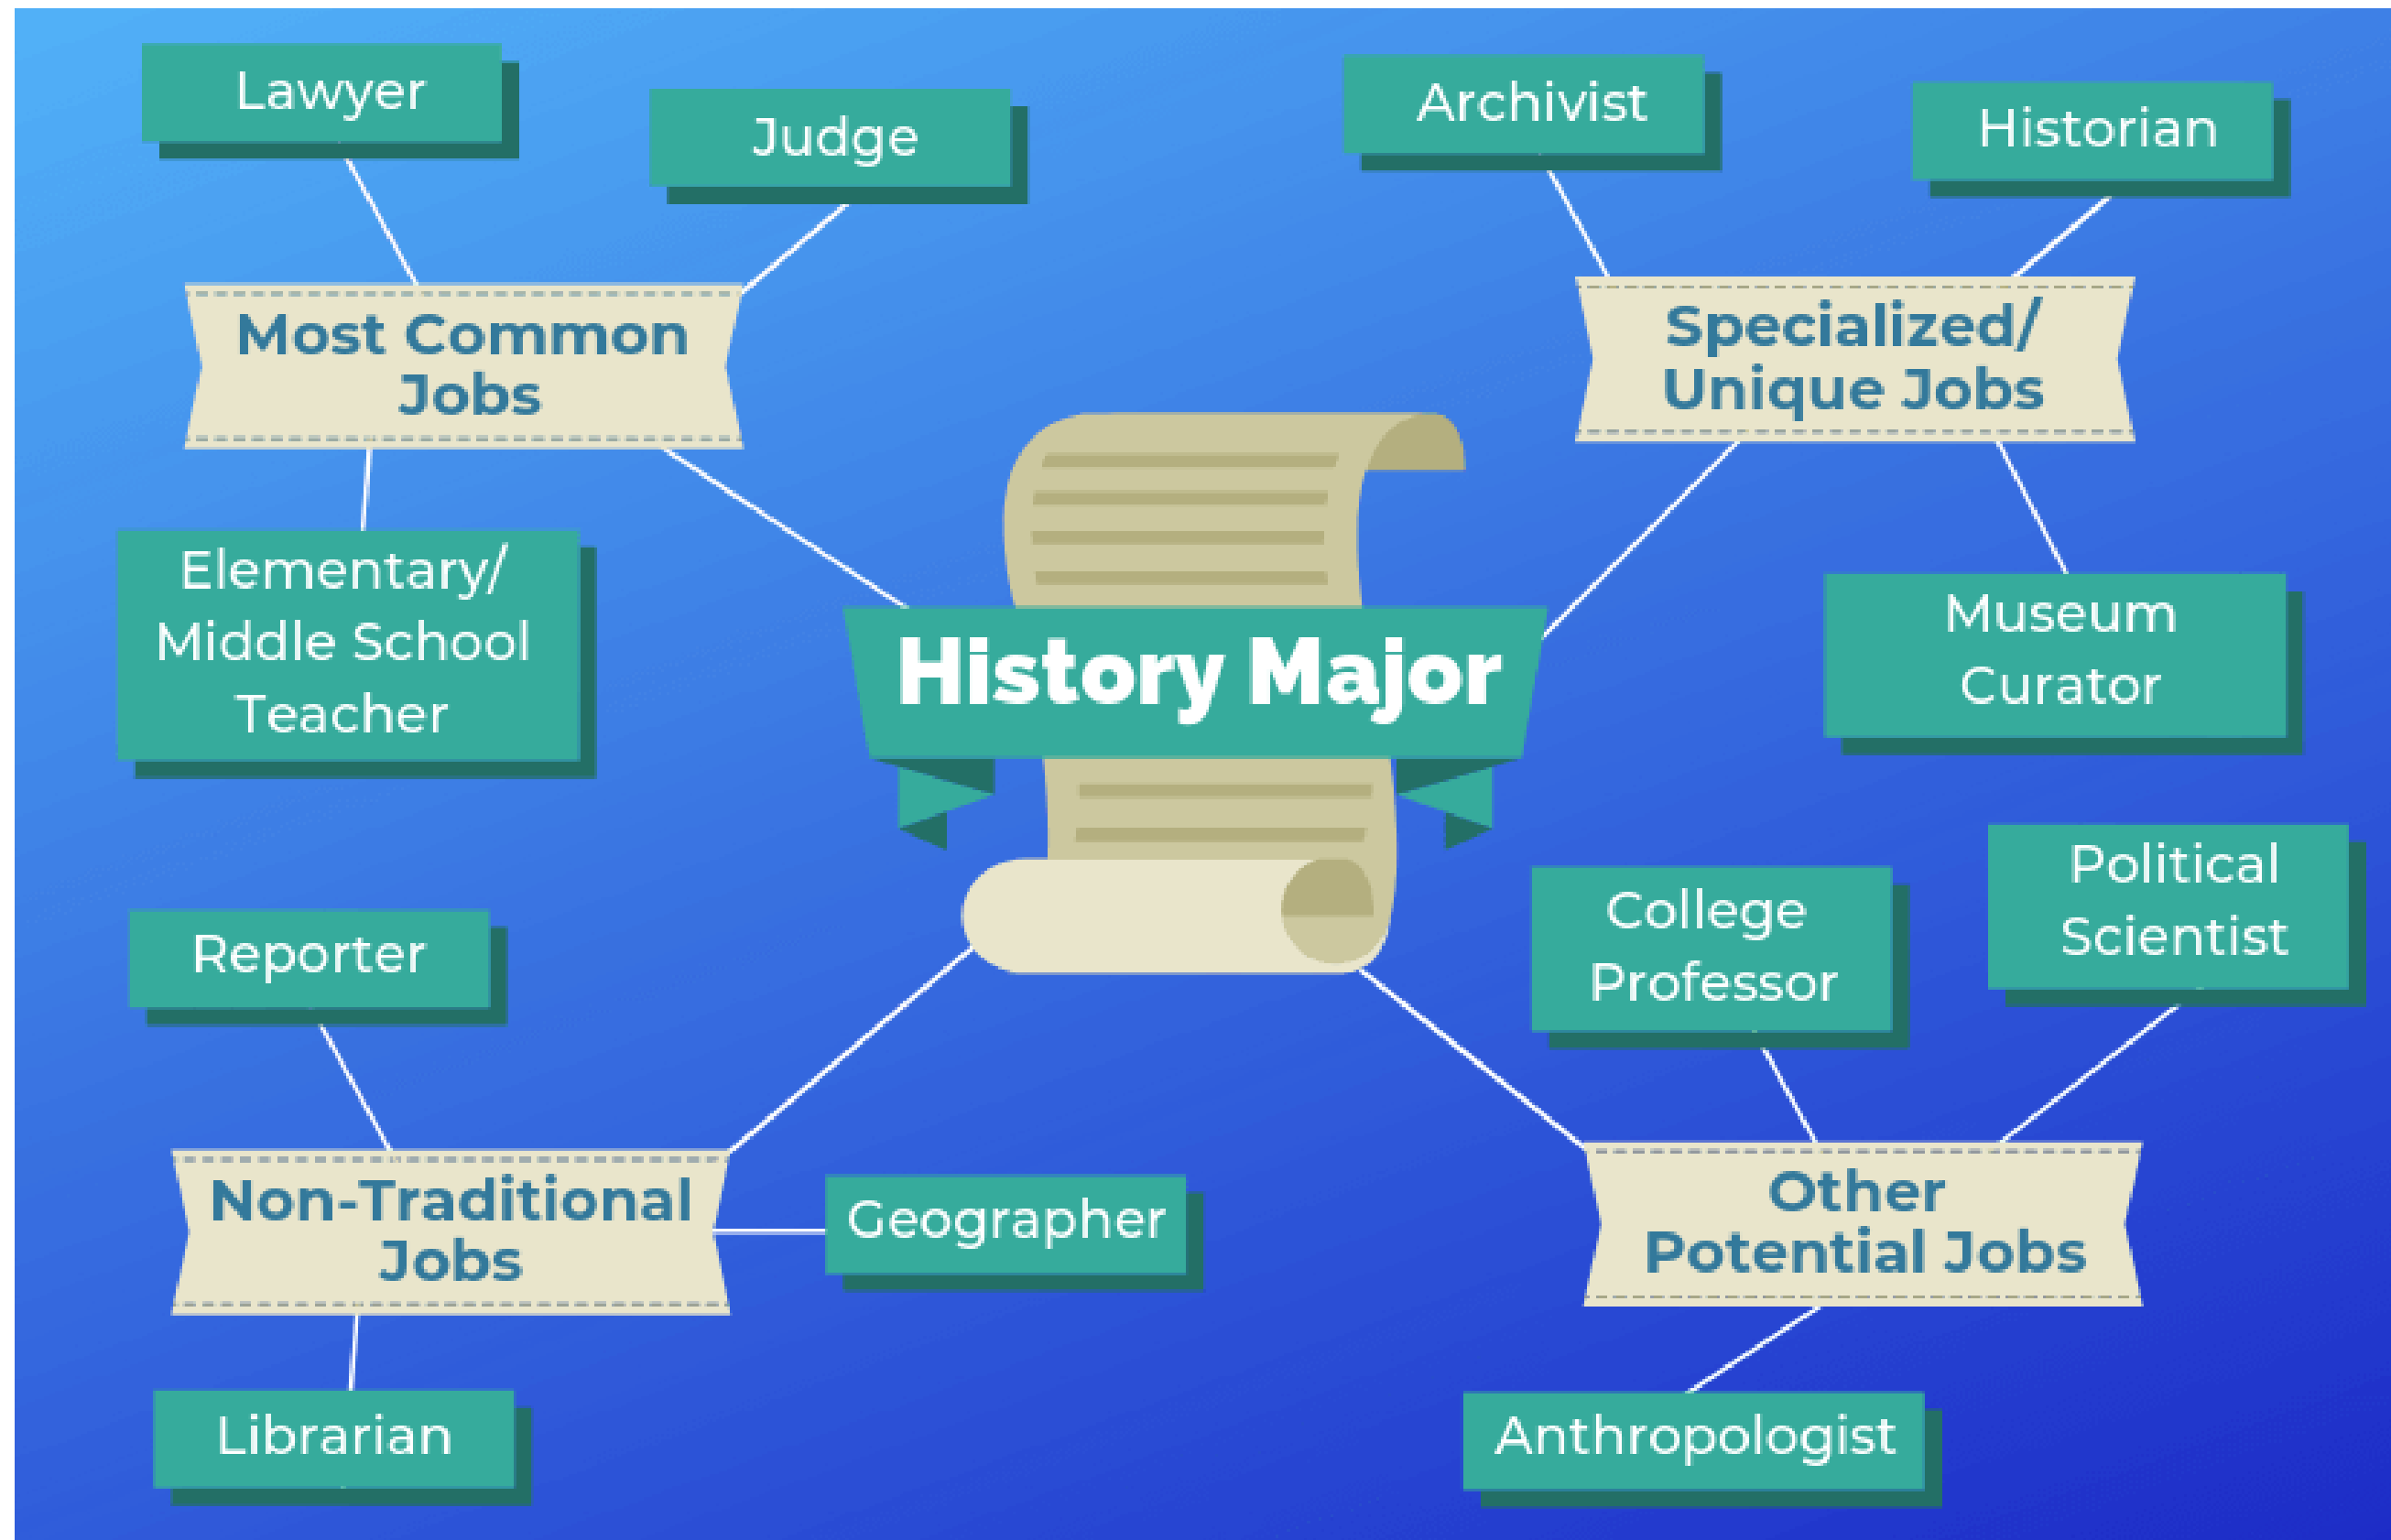 Lawyer
Judge
Most Common
Jobs
Elementary/
Middle School
Teacher
Archivist
Historian
Specialized/
Unique Jobs
Museum
Curator
History Major
Reporter
Non-Traditional
Jobs
Geographer
Librarian
College
Professor
Political
Scientist
Other
Potential Jobs
Anthropologist